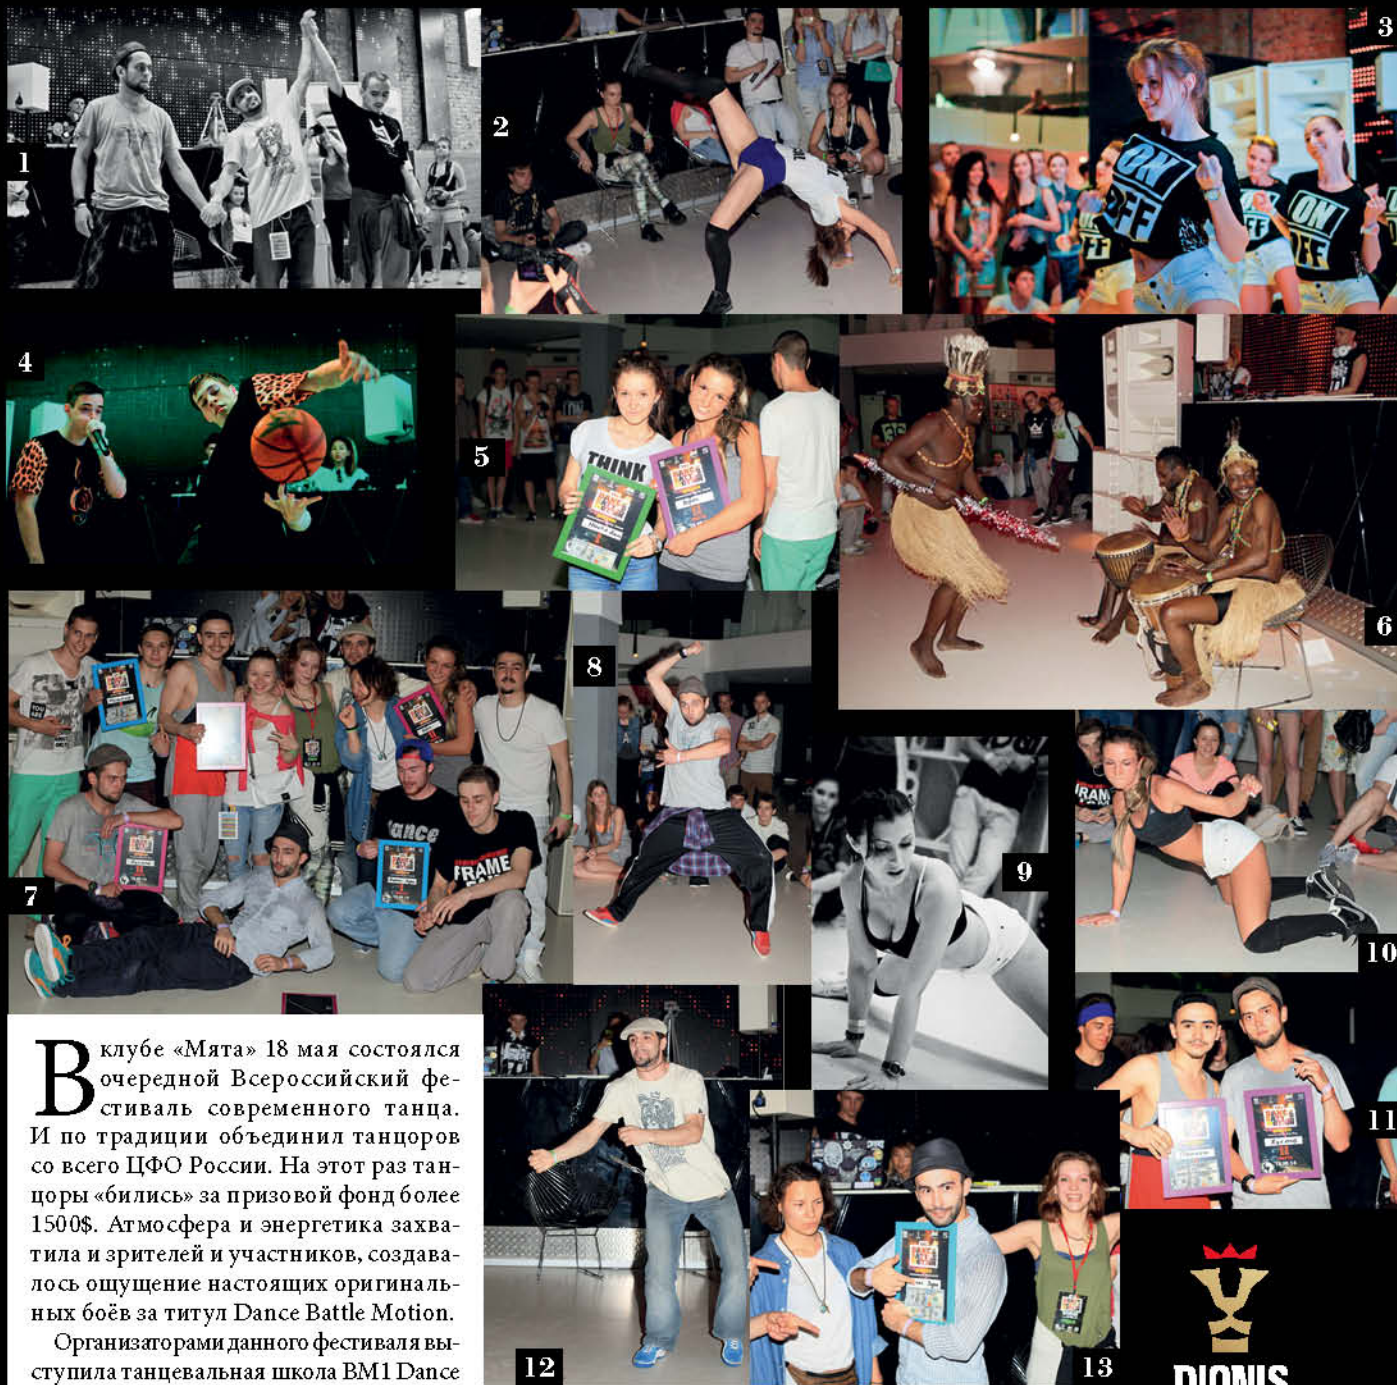 1
2
3
ON
OFF
ON
OFF
4
5
THINK
6
7
FRAME
8
9
10
11
12
13
В клубе «Мята» 18 мая состоялся
очередной Всероссийский фе-
стиваль современного танца.
И по традиции объединил танцоров
со всего ЦФО России. На этот раз тан-
цоры «бились» за призовой фонд более
1500$. Атмосфера и энергетика захва-
тила и зрителей и участников, создава-
лось ощущение настоящих оригиналь-
ных боёв за титул Dance Battle Motion.
Организаторами данного фестиваля вы-
ступила танцевальная школа BM1 Dance
DIONIS